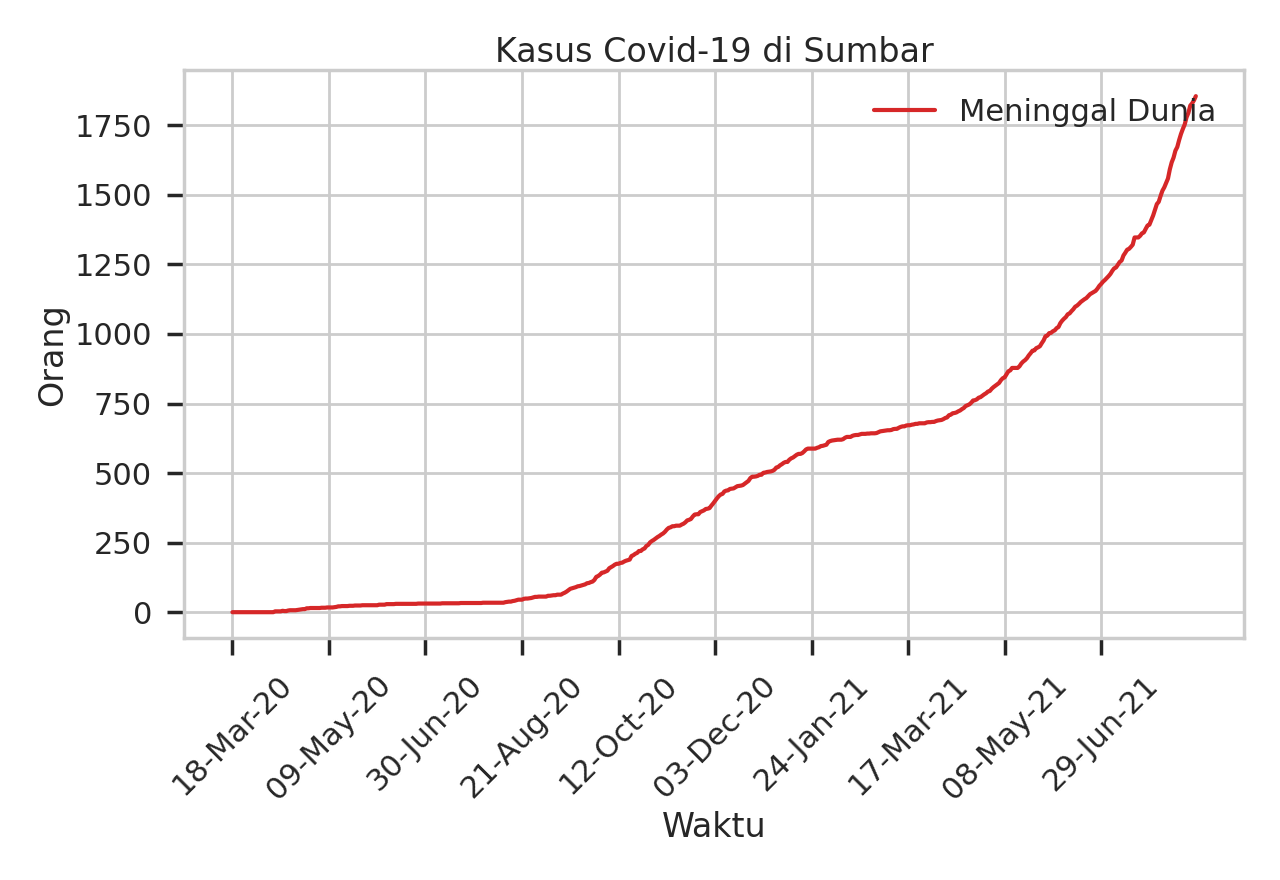 Kasus Covid-19 di Sumbar
Meninggal Dunia
Orang
1750
1500
1250
1000
750
500
250
0
18-Mar-20
09-May-20
30-Jun-20
21-Aug-20
12-Oct-20
03-Dec-20
24-Jan-21
17-Mar-21
08-May-21
29-Jun-21
Waktu